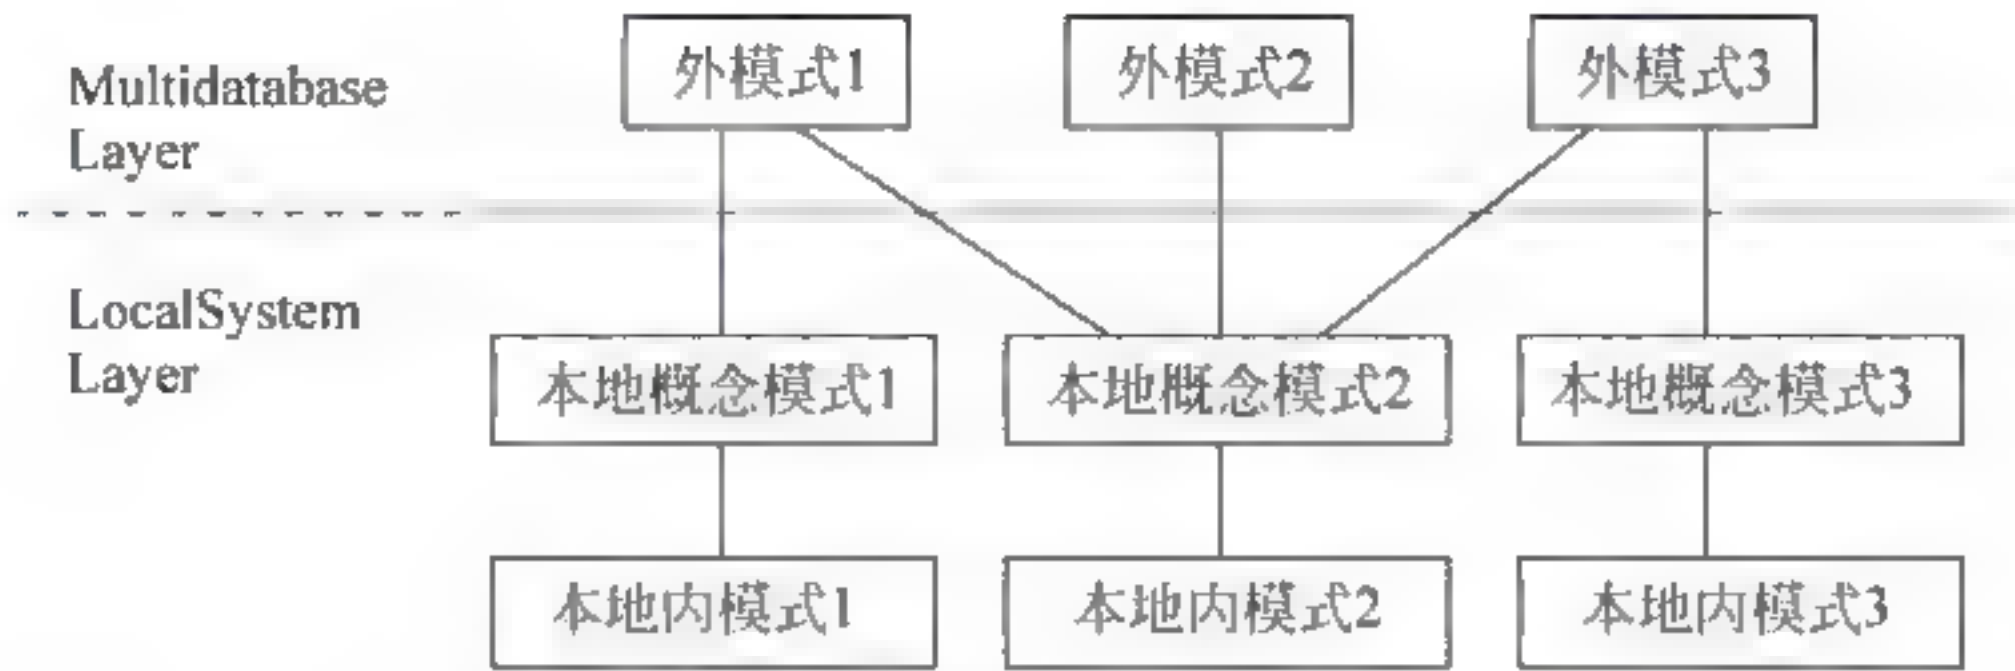 外模式1
外模式2
外模式3
Multidatabase
Layer
LocalSystem
Layer
本地概念模式1
本地概念模式2
本地概念模式3
本地内模式1
本地内模式2
本地内模式3